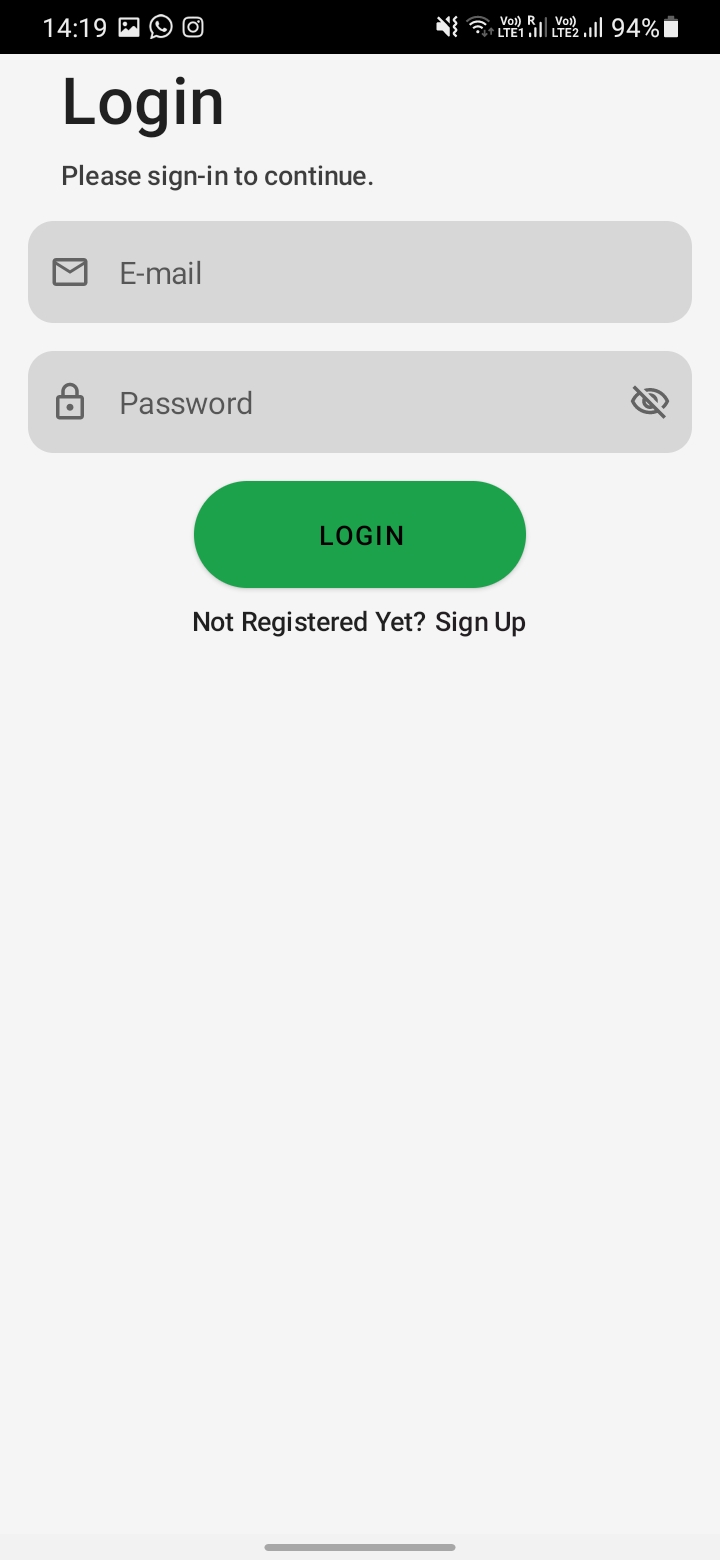 14:19 Vo)) LTE1 R Vo)) LTE2 94%
Login
Please sign-in to continue.
E-mail
Password
LOGIN
Not Registered Yet? Sign Up